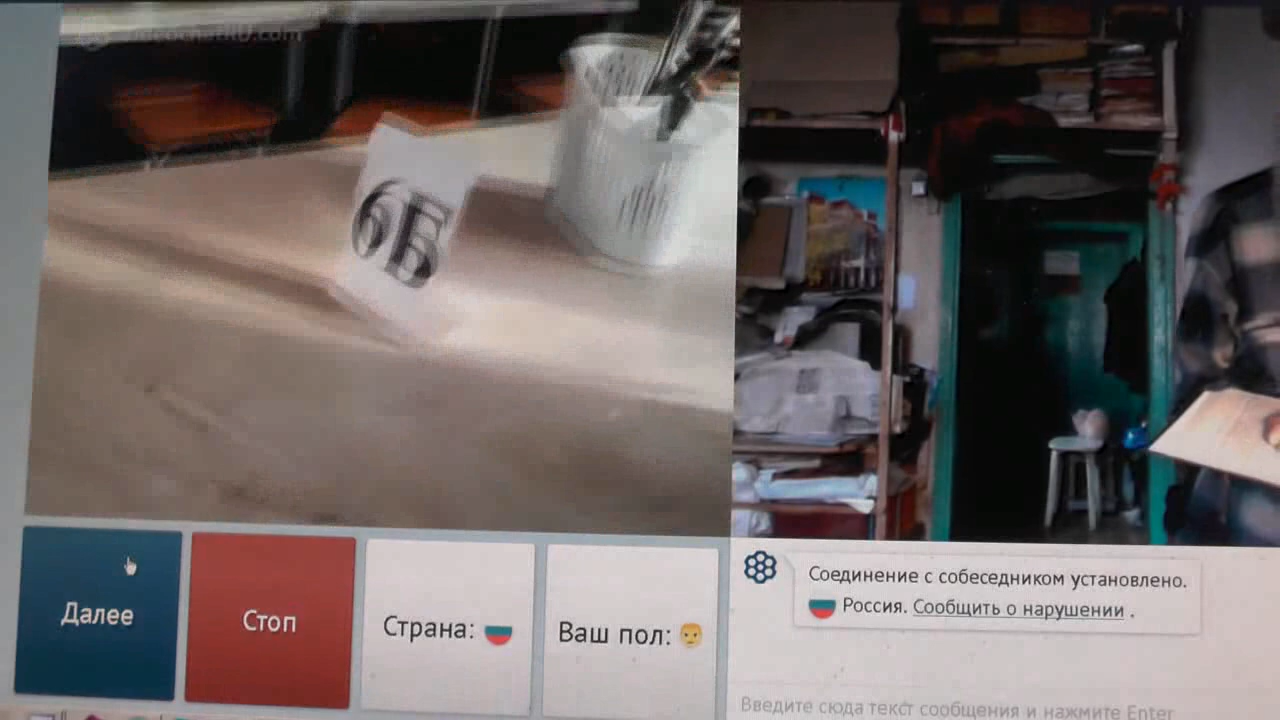 6Б
Далее
Стоп
Страна:
Ваш пол:
Соединение с собеседником установлено.
Россия. Сообщить о нарушении .
Введите сюда текст сообщения и нажмите Enter